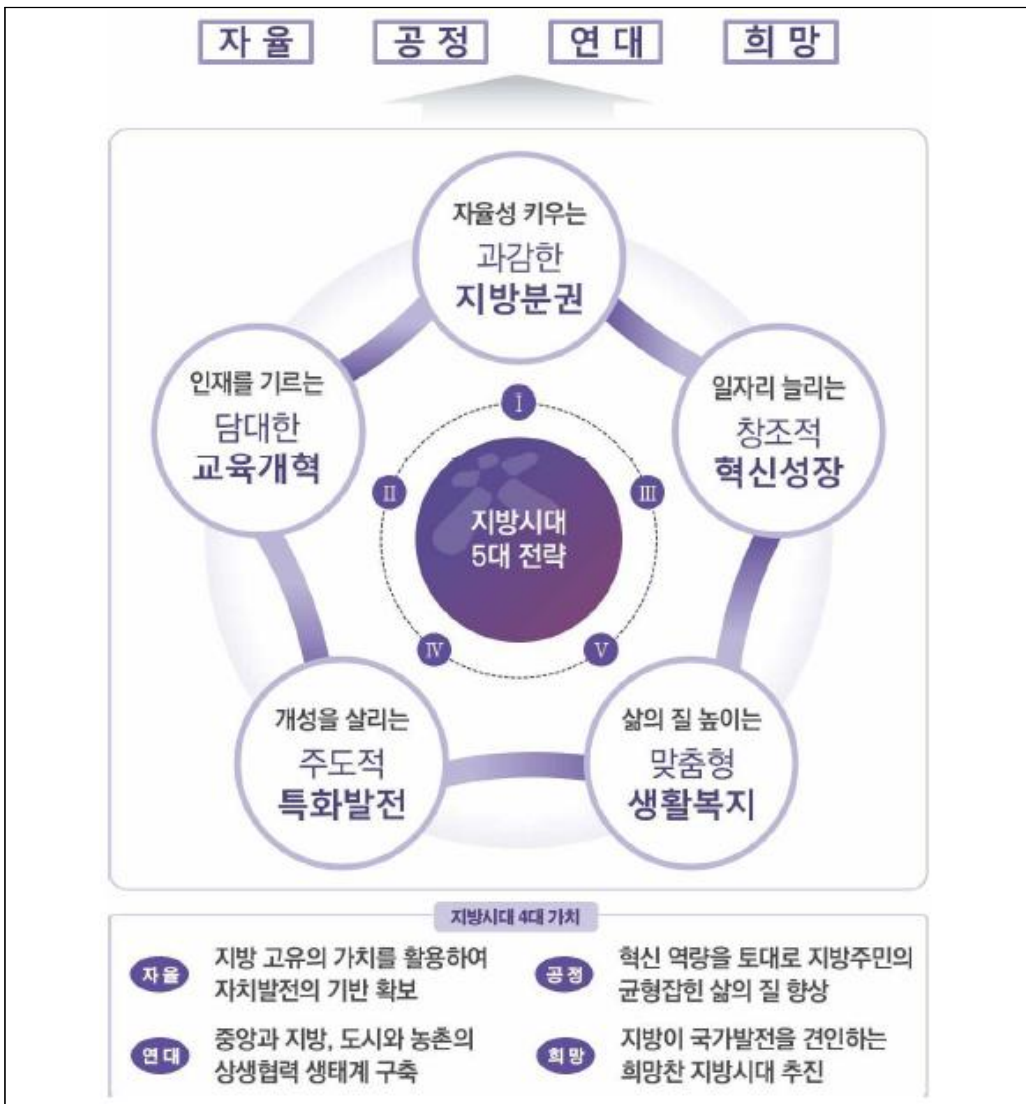 자율 공정 연대 희망
자율성 키우는
과감한
지방분권
인재를 기르는
담대한
교육개혁
일자리 늘리는
창조적
혁신성장
개성을 살리는
주도적
특화발전
삶의 질 높이는
맞춤형
생활복지
Ⅰ
Ⅱ
Ⅲ
Ⅳ
Ⅴ
지방시대
5대 전략
지방시대 4대 가치
자율
지방 고유의 가치를 활용하여
자치발전의 기반 확보
공정
혁신 역량을 토대로 지방주민의
균형잡힌 삶의 질 향상
연대
중앙과 지방, 도시와 농촌의
상생협력 생태계 구축
희망
지방이 국가발전을 견인하는
희망찬 지방시대 추진